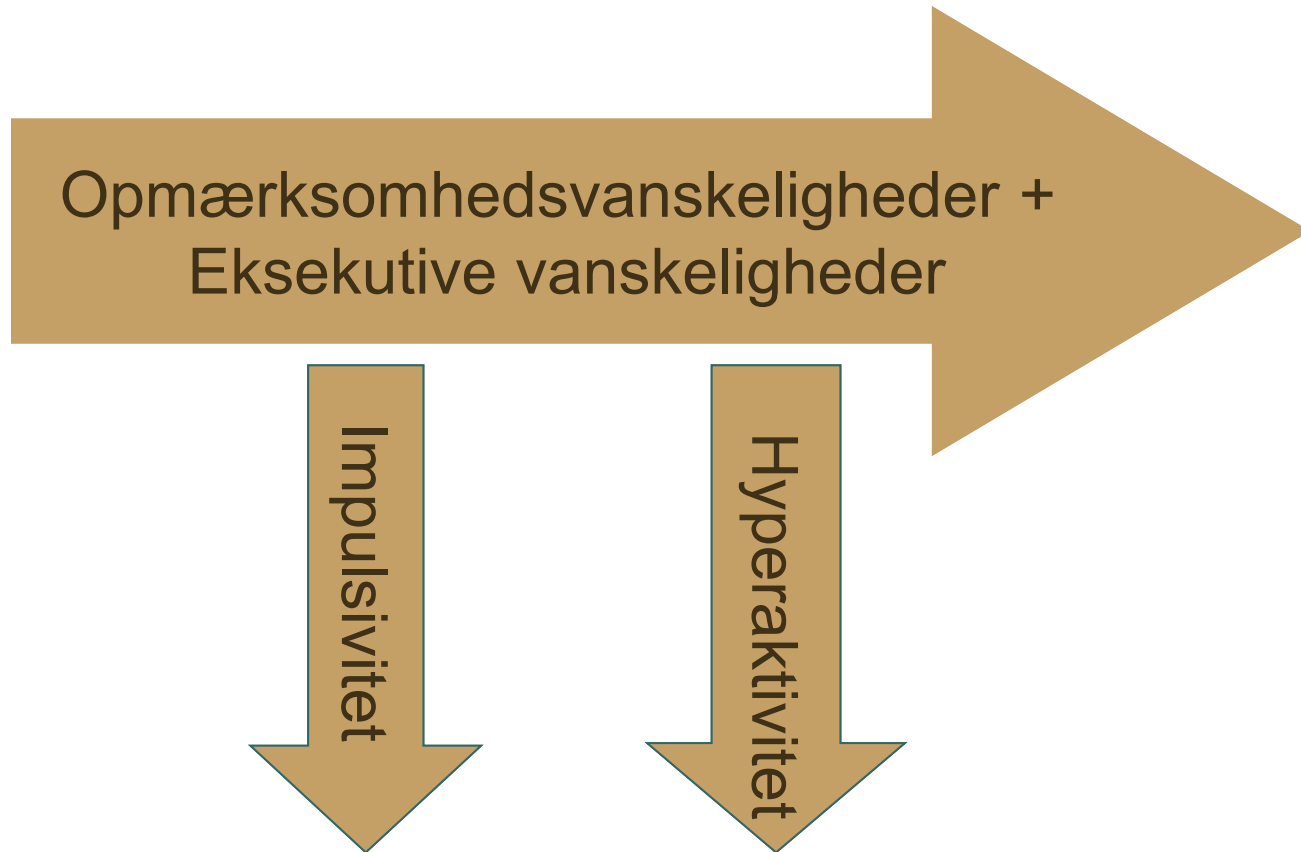 Opmærksomhedsvanskeligheder +
Eksekutive vanskeligheder
Impulsivitet
Hyperaktivitet